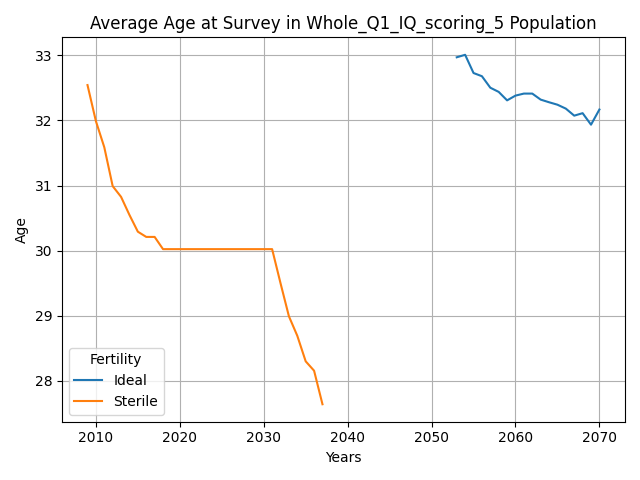 Average Age at Survey in Whole_Q1_IQ_scoring_5 Population
33
32
31
30
29
28
Age
Fertility
Ideal
Sterile
2010 2020 2030 2040 2050 2060 2070
Years